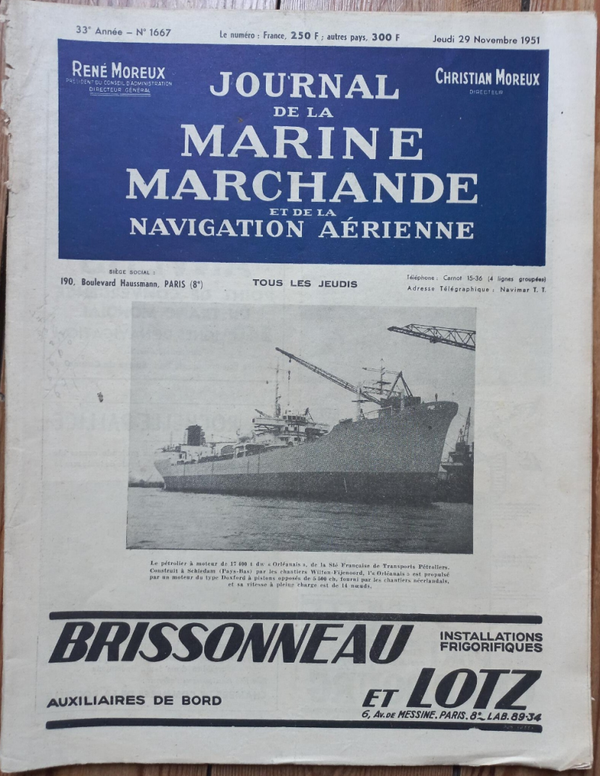 33e Année – N° 1667
Le numéro : France, 250 F ; autres pays, 300 F
Jeudi 29 Novembre 1951
RENÉ MOREUX
PRÉSIDENT DU CONSEIL D'ADMINISTRATION
DIRECTEUR GÉNÉRAL
CHRISTIAN MOREUX
DIRECTEUR
JOURNAL
DE LA
MARINE
MARCHANDE
ET DE LA
NAVIGATION AÉRIENNE
SIÈGE SOCIAL :
190, Boulevard Haussmann, PARIS (8e)
TOUS LES JEUDIS
Téléphone : Carnot 15-36 (4 lignes groupées)
Adresse Télégraphique : Navimar T. T.
Le pétrolier à moteur de 17 600 t dw « Orléanais », de la Sté Française de Transports Pétroliers.
Construit à Schiedam (Pays-Bas) par les chantiers Wilton-Fijenoord, l'« Orléanais » est propulsé
par un moteur du type Doxford à pistons opposés de 5 500 ch, fourni par les chantiers néerlandais,
et sa vitesse à pleine charge est de 14 nœuds.
BRISSONNEAU
INSTALLATIONS
FRIGORIFIQUES
ET LOTZ
AUXILIAIRES DE BORD
6, AV. DE MESSINE, PARIS. 8e_ LAB. 89-34